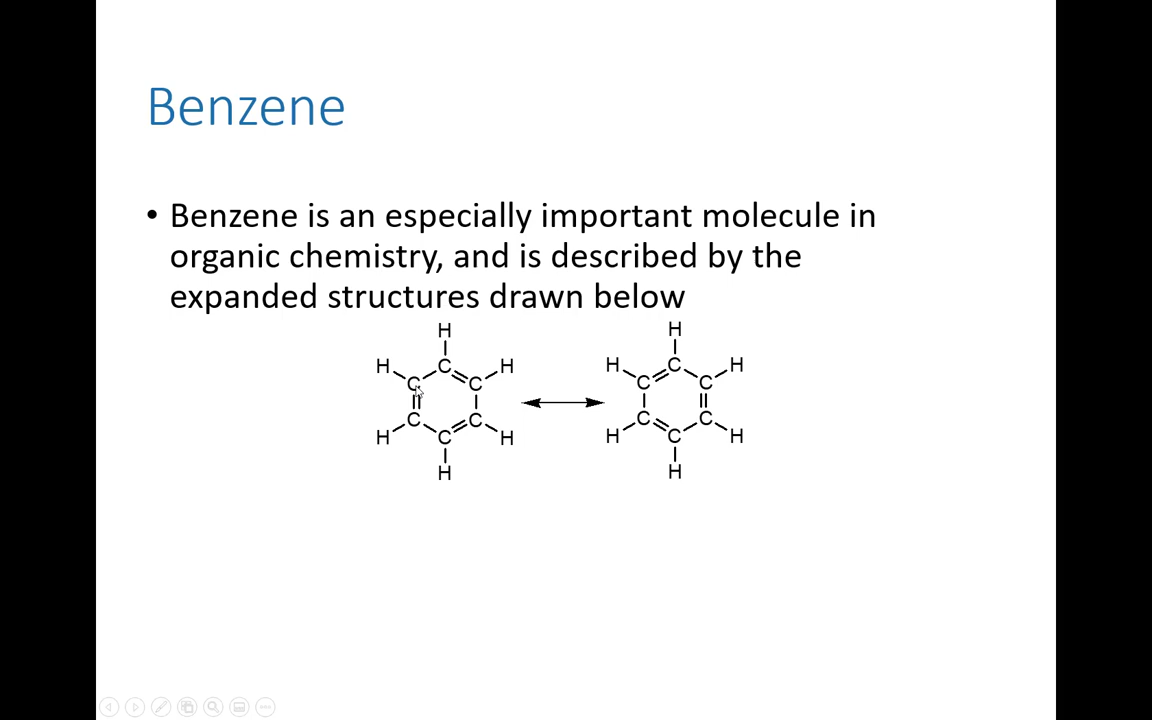 Benzene
• Benzene is an especially important molecule in
organic chemistry, and is described by the
expanded structures drawn below
H H
H C H H C H
C C C C
C C C C
H C H H C H
H H